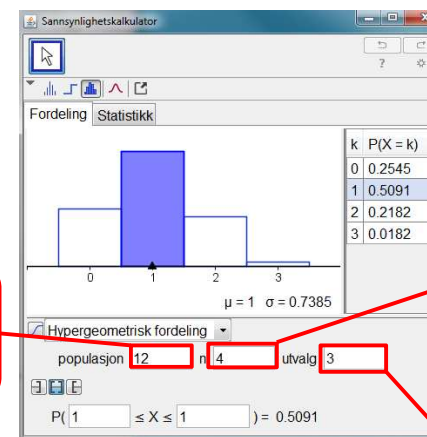 Sannsynlighetskalkulator
?
Fordeling Statistikk
k P(X = k)
0 0.2545
1 0.5091
2 0.2182
3 0.0182
0 1 2 3
μ = 1 σ = 0.7385
Hypergeometrisk fordeling
populasjon 12 n 4 utvalg 3
P( 1 ≤ X ≤ 1 ) = 0.5091